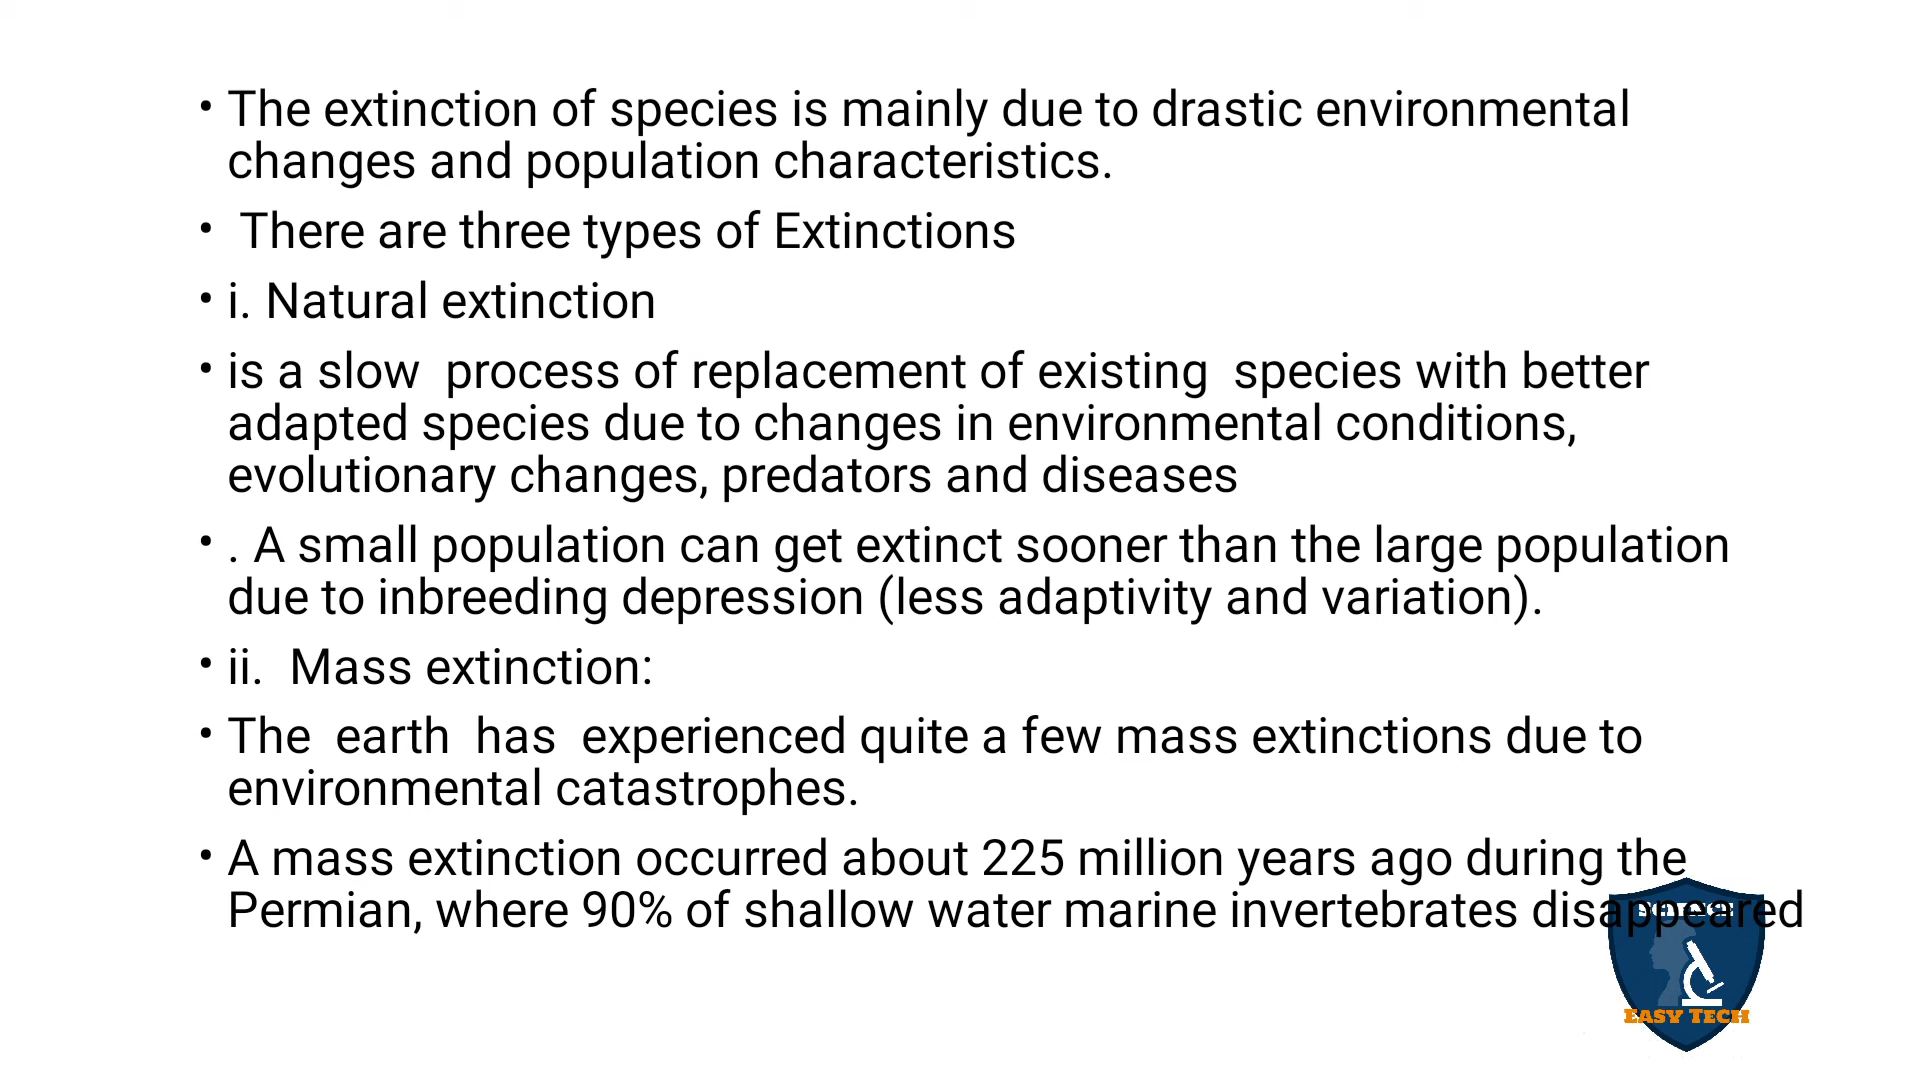 • The extinction of species is mainly due to drastic environmental
changes and population characteristics.
• There are three types of Extinctions
• i. Natural extinction
• is a slow process of replacement of existing species with better
adapted species due to changes in environmental conditions,
evolutionary changes, predators and diseases
• . A small population can get extinct sooner than the large population
due to inbreeding depression (less adaptivity and variation).
• ii. Mass extinction:
• The earth has experienced quite a few mass extinctions due to
environmental catastrophes.
• A mass extinction occurred about 225 million years ago during the
Permian, where 90% of shallow water marine invertebrates disappeared
EASY TECH